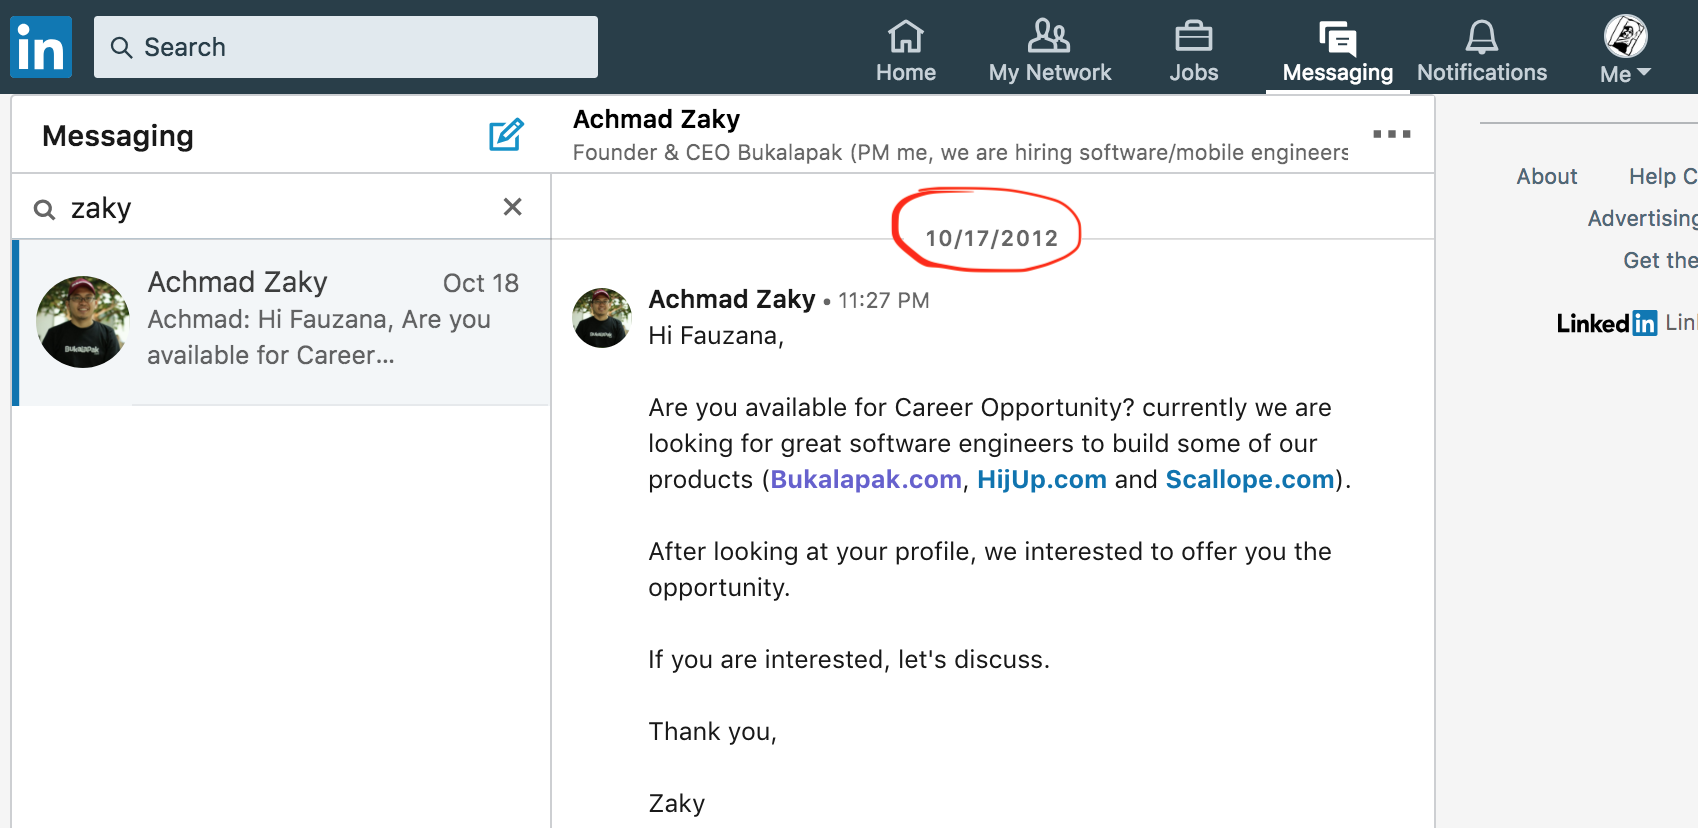 in
Search
Home
My Network
Jobs
Messaging
Notifications
Me
Messaging
zaky
Achmad Zaky
Oct 18
Achmad: Hi Fauzana, Are you
available for Career...
Achmad Zaky
Founder & CEO Bukalapak (PM me, we are hiring software/mobile engineers
10/17/2012
Achmad Zaky • 11:27 PM
Hi Fauzana,
Are you available for Career Opportunity? currently we are
looking for great software engineers to build some of our
products (Bukalapak.com, HijUp.com and Scallope.com).
After looking at your profile, we interested to offer you the
opportunity.
If you are interested, let's discuss.
Thank you,
Zaky
About
Help C
Advertising
Get the
LinkedIn Lin